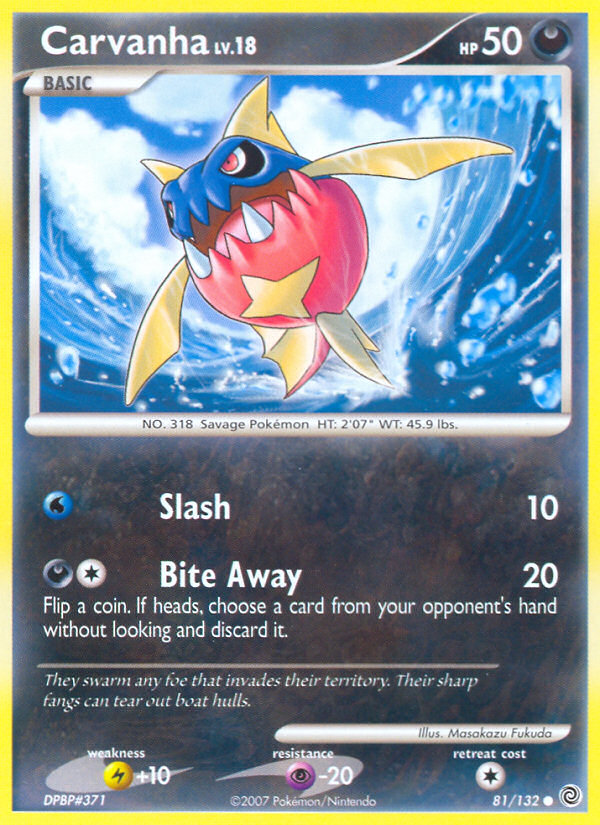 Carvanha LV.18 HP 50
BASIC
NO. 318 Savage Pokémon HT: 2'07" WT: 45.9 lbs.
Slash 10
Bite Away 20
Flip a coin. If heads, choose a card from your opponent's hand
without looking and discard it.
They swarm any foe that invades their territory. Their sharp
fangs can tear out boat hulls.
Illus. Masakazu Fukuda
weakness resistance retreat cost
+10 -20
DPBP#371 ©2007 Pokémon/Nintendo 81/132